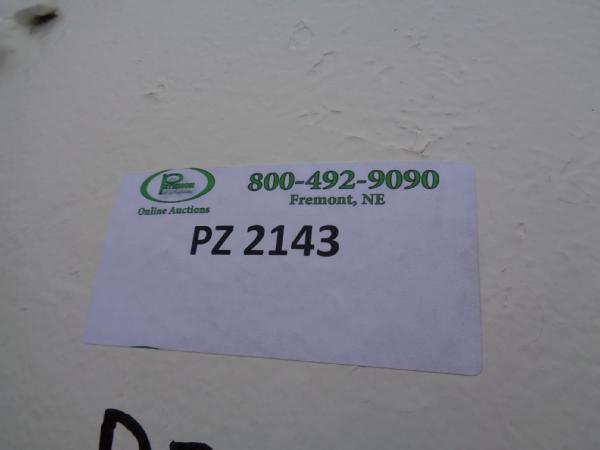 800-492-9090
Fremont, NE
Online Auctions
PZ 2143